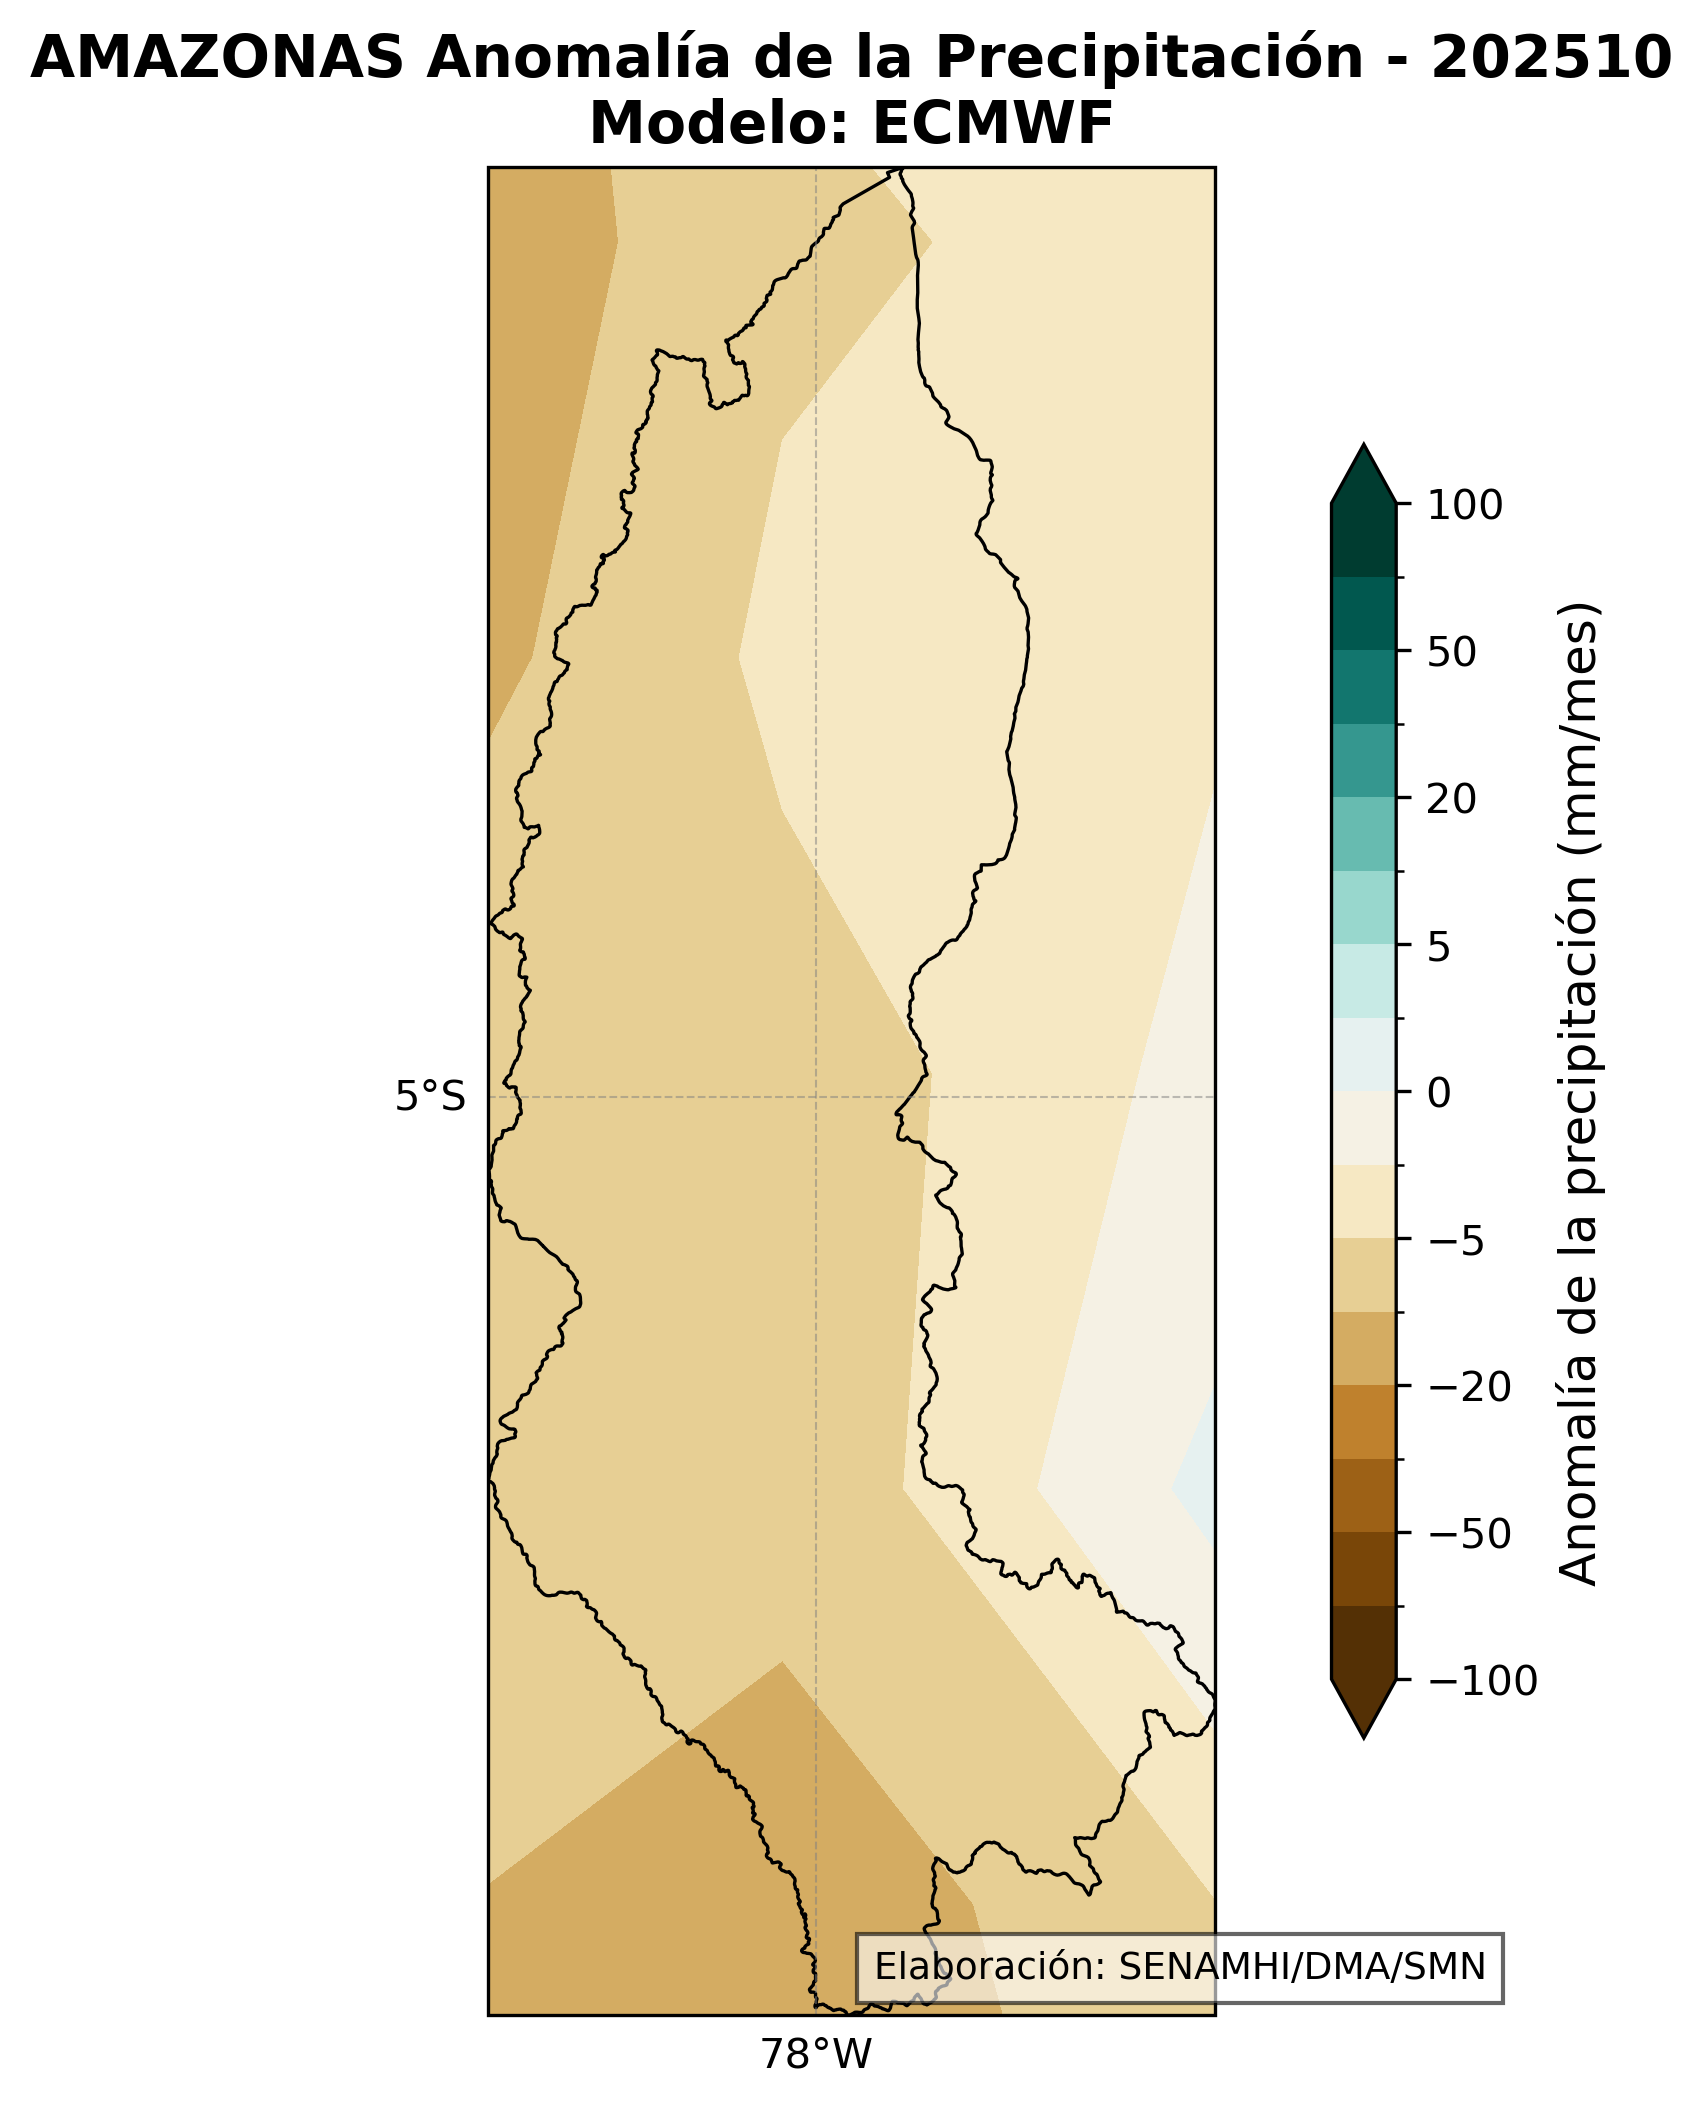 AMAZONAS Anomalía de la Precipitación - 202510
Modelo: ECMWF
5°S
78°W
100
50
20
5
0
−5
−20
−50
−100
Anomalía de la precipitación (mm/mes)
Elaboración: SENAMHI/DMA/SMN